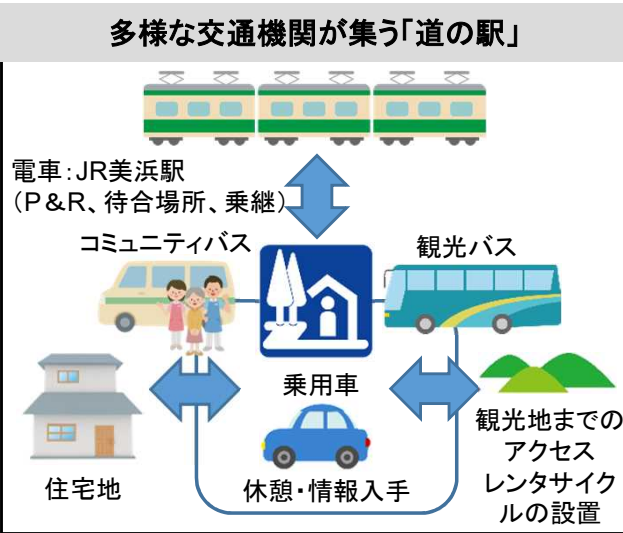 多様な交通機関が集う「道の駅」
電車：JR美浜駅
（P＆R、待合場所、乗継）
コミュニティバス
観光バス
乗用車
住宅地
休憩・情報入手
観光地までの
アクセス
レンタサイク
ルの設置